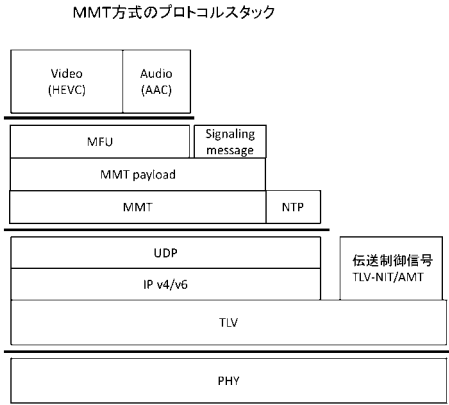 MMT方式のプロトコルスタック
Video
(HEVC)
Audio
(AAC)
MFU
Signaling
message
MMT payload
MMT
NTP
UDP
伝送制御信号
TLV-NIT/AMT
IP v4/v6
TLV
PHY